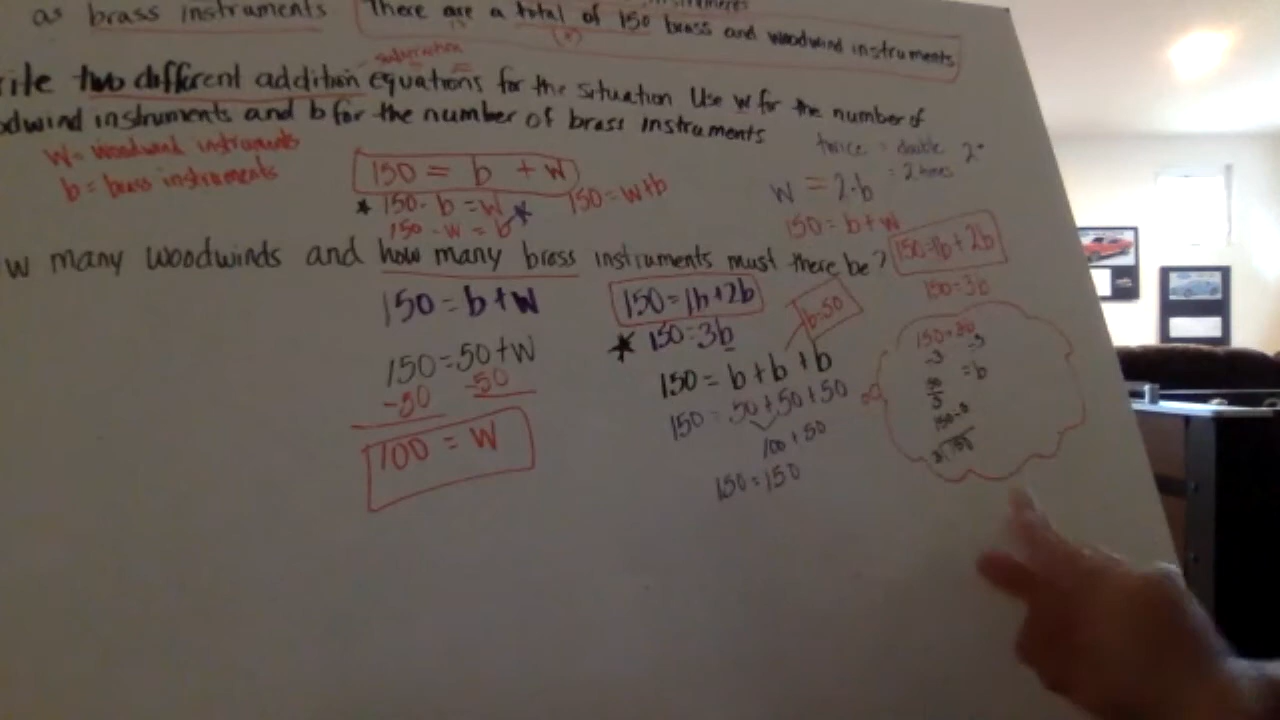 as brass instruments There are a total of 150 brass and woodwind instruments
two different addition equations for the situation Use w for the number of
instruments and b for the number of brass instruments
W = woodwind instruments
b = brass instruments
150 = b + w
150 - b = w
150 - w = b
150 = w+b
twice = double 2·
= 2 times
w = 2·b
150 = b+w
150=1b+2b
150=3b
w many woodwinds and how many brass instruments must there be?
150=b+w
150=50+w
-50 -50
100 = w
150=1b+2b
150=3b
b=50
150= b+b+b
150= 50+50+50
100+50
150=150
= b